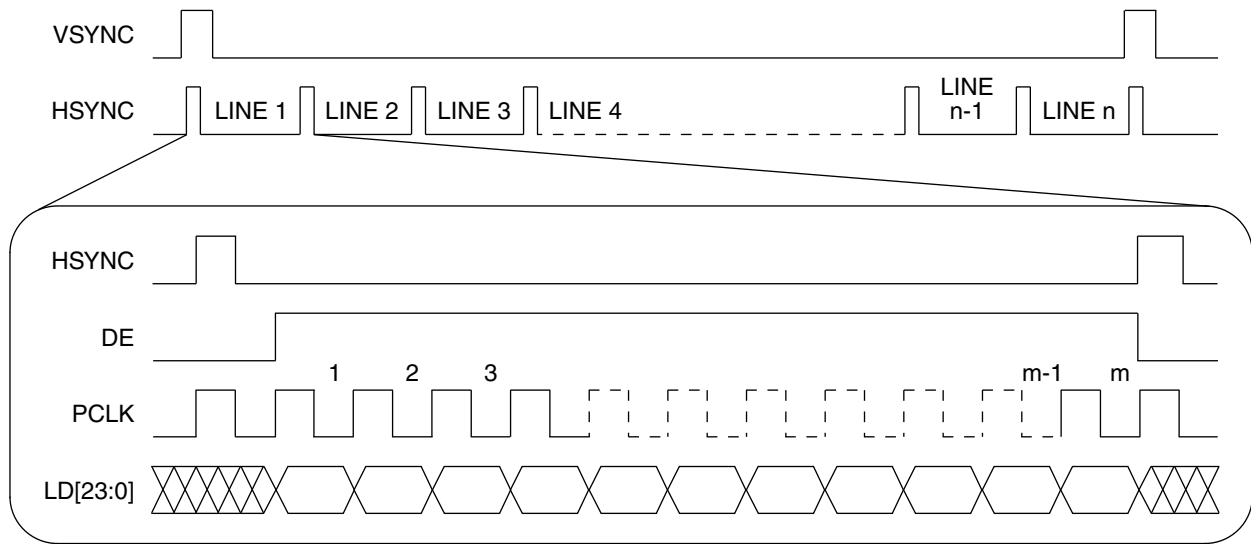 VSYNC
HSYNC LINE 1 LINE 2 LINE 3 LINE 4 LINE n-1 LINE n
HSYNC
DE
1 2 3 m-1 m
PCLK
LD[23:0]